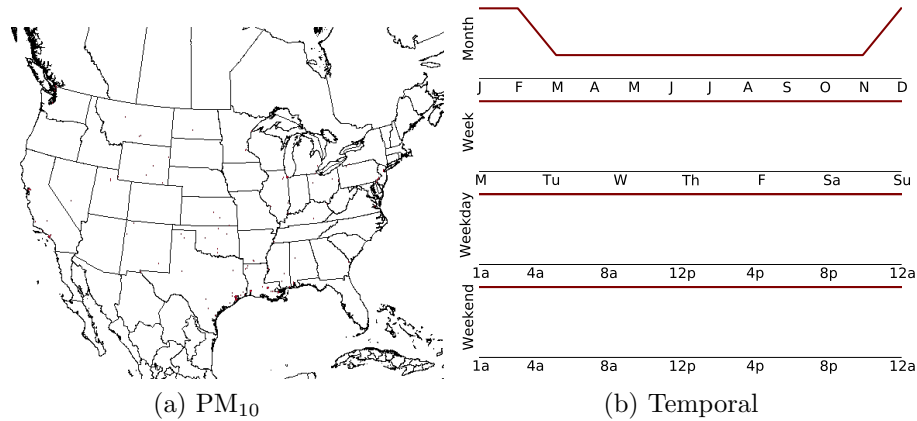 Month
J F M A M J J A S O N D
Week
M Tu W Th F Sa Su
Weekday
1a 4a 8a 12p 4p 8p 12a
Weekend
1a 4a 8a 12p 4p 8p 12a
(a) PM10
(b) Temporal